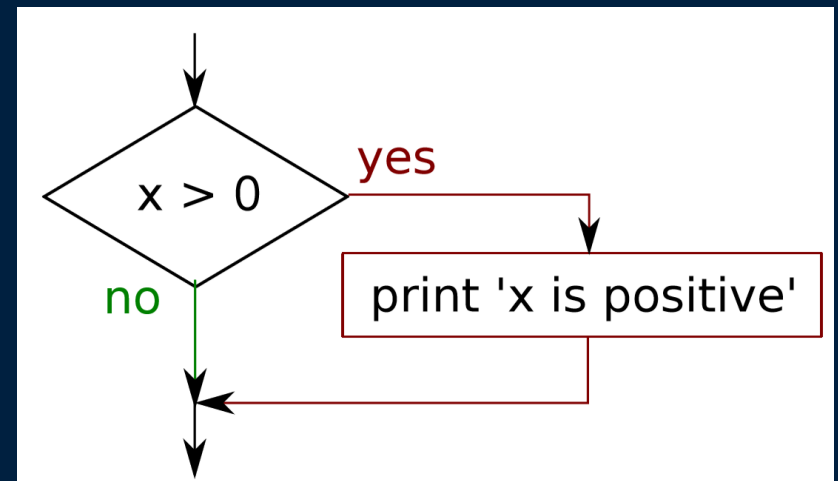 yes
x > 0
no
print 'x is positive'